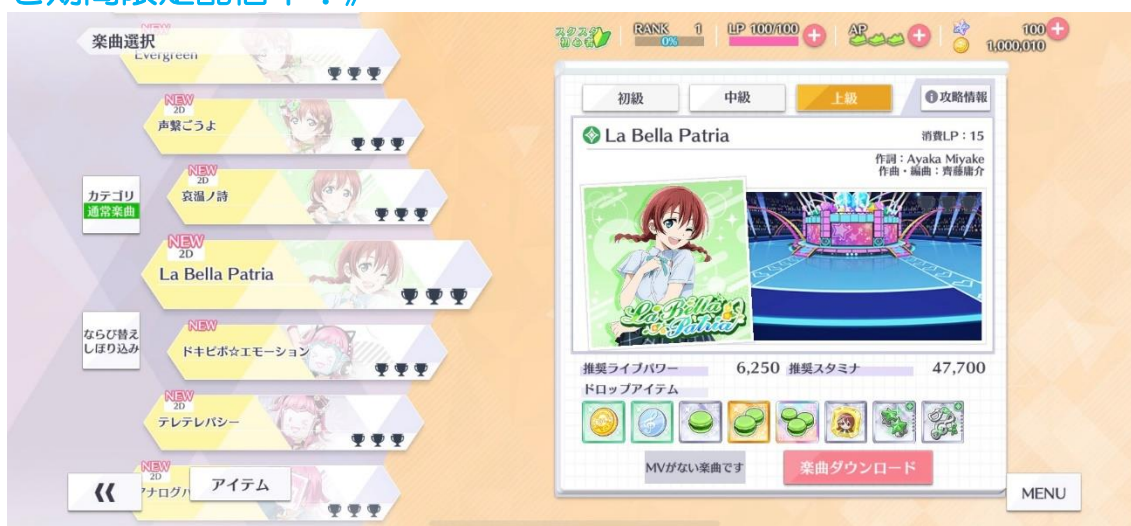 楽曲選択
Evergreen
NEW
2D
声繋ごうよ
NEW
2D
哀温ノ詩
NEW
2D
La Bella Patria
NEW
ドキピポ☆エモーション
NEW
2D
テレテレパシー
NEW
2D
カテゴリ
通常楽曲
ならび替え
しぼり込み
アイテム
RANK 1
0%
LP 100/100
AP
100
1,000,010
初級
中級
上級
攻略情報
La Bella Patria
消費LP:15
作詞:Ayaka Miyake
作曲・編曲:齊藤庸介
La Bella
Patria
推奨ライブパワー 6,250 推奨スタミナ 47,700
ドロップアイテム
MVがない楽曲です
楽曲ダウンロード
MENU